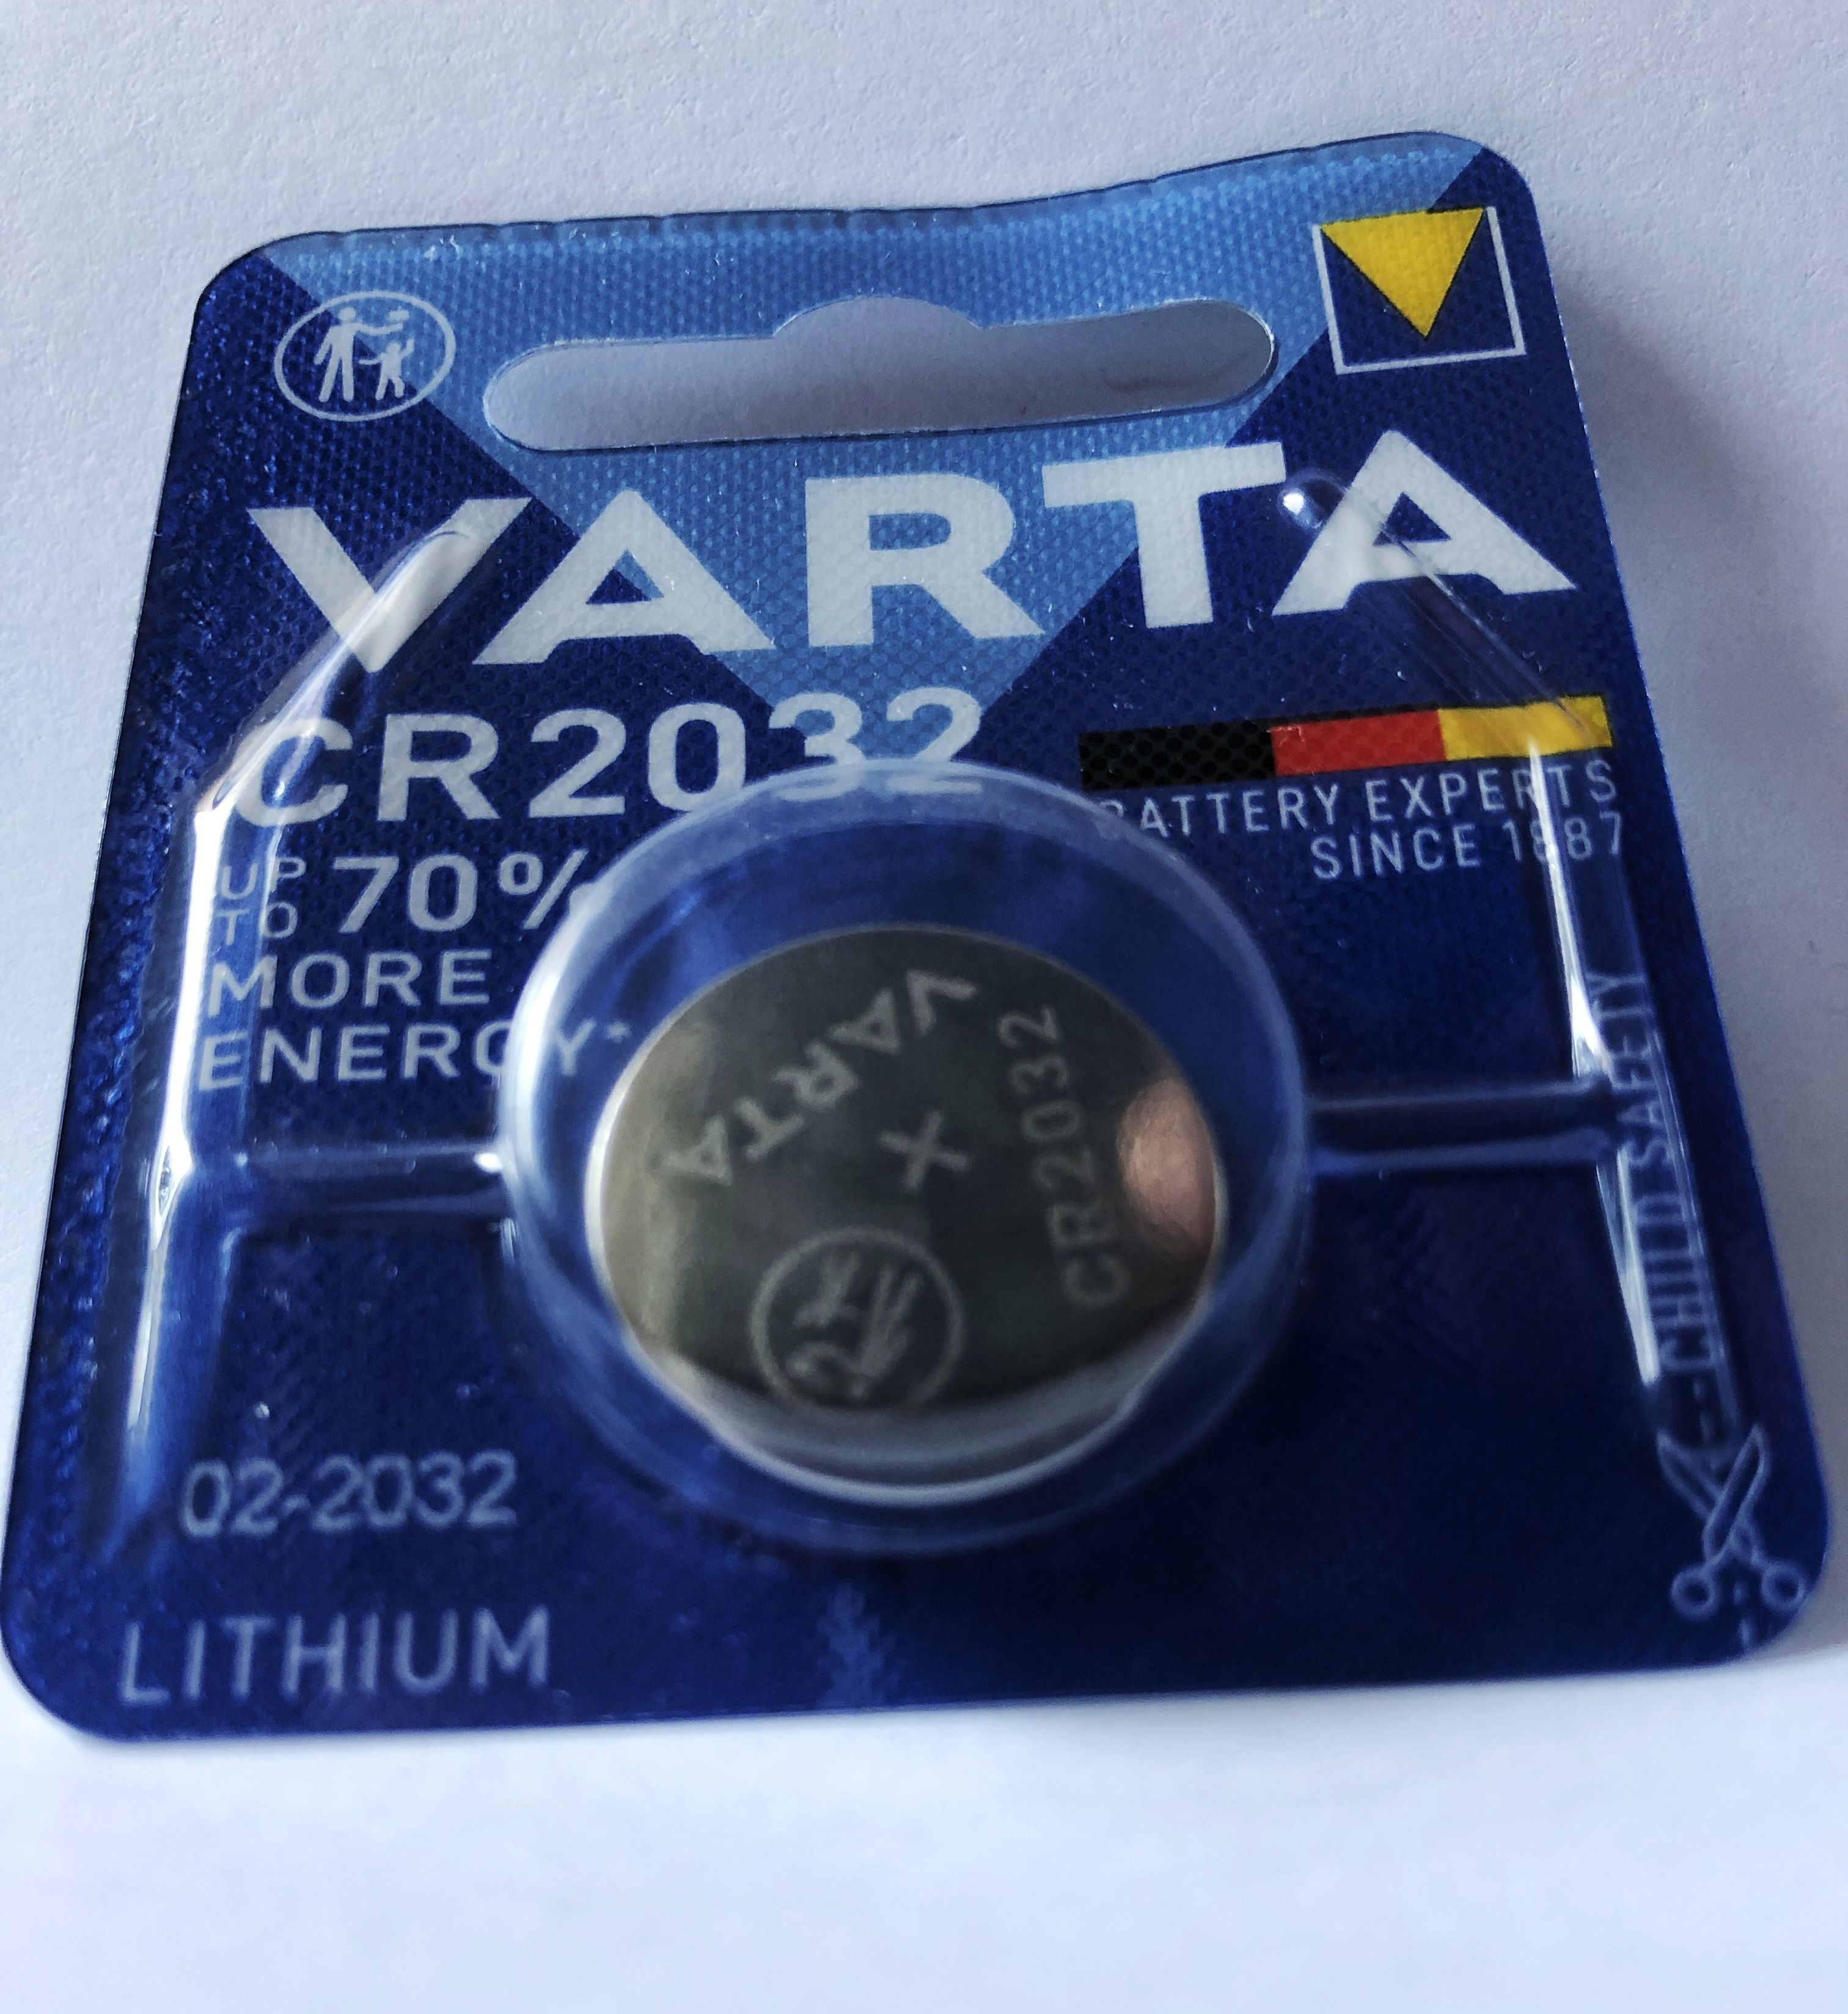 VARTA
CR2032
BATTERY EXPERTS
SINCE 1887
UP TO 70%
MORE
ENERGY*
VARTA
+
CR2032
CHILD SAFETY
02-2032
LITHIUM